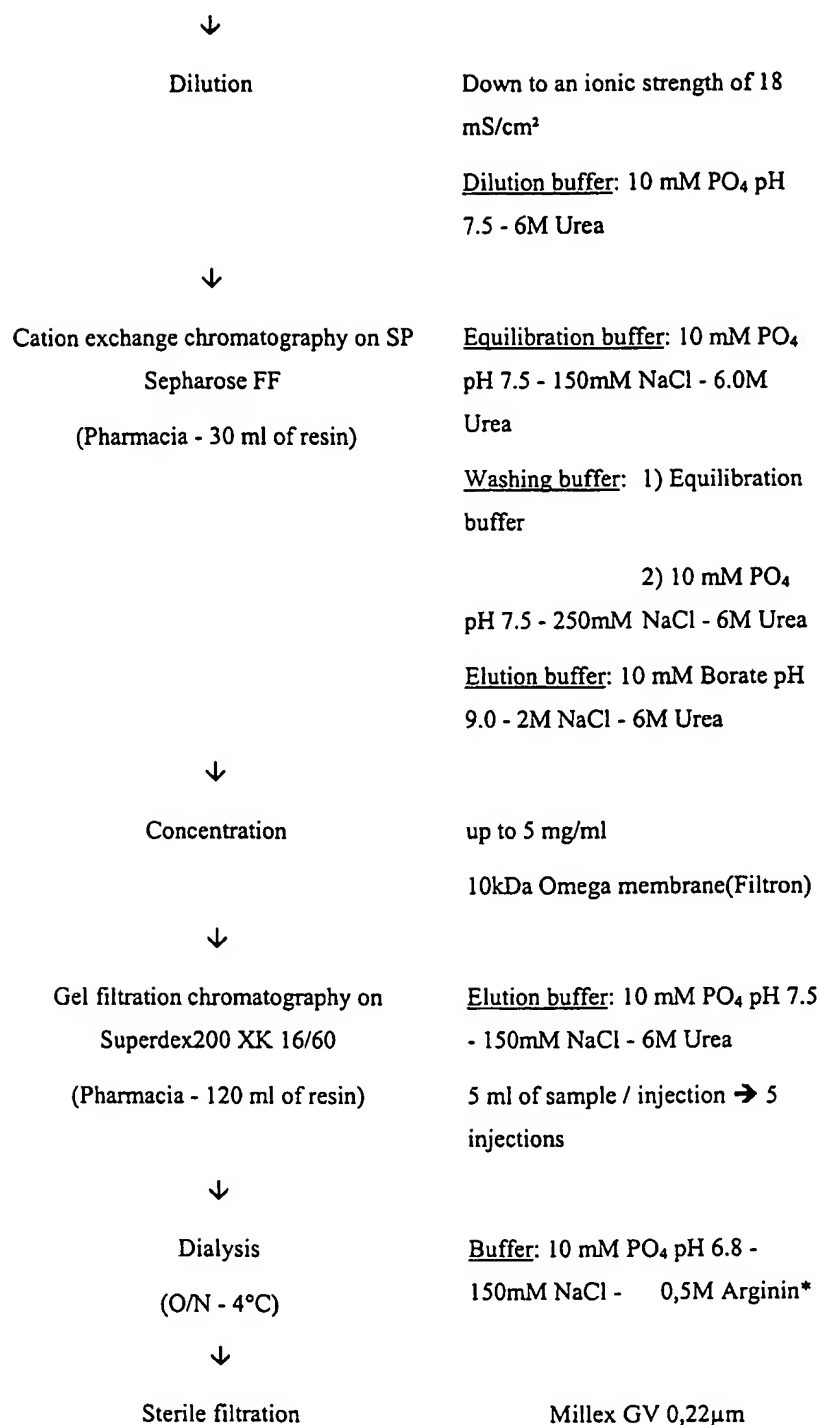 ↓
Dilution
Down to an ionic strength of 18
mS/cm²
Dilution buffer: 10 mM PO₄ pH
7.5 - 6M Urea
↓
Cation exchange chromatography on SP
Sepharose FF
(Pharmacia - 30 ml of resin)
Equilibration buffer: 10 mM PO₄
pH 7.5 - 150mM NaCl - 6.0M
Urea
Washing buffer: 1) Equilibration
buffer
2) 10 mM PO₄
pH 7.5 - 250mM NaCl - 6M Urea
Elution buffer: 10 mM Borate pH
9.0 - 2M NaCl - 6M Urea
↓
Concentration
up to 5 mg/ml
10kDa Omega membrane(Filtron)
↓
Gel filtration chromatography on
Superdex200 XK 16/60
(Pharmacia - 120 ml of resin)
Elution buffer: 10 mM PO₄ pH 7.5
- 150mM NaCl - 6M Urea
5 ml of sample / injection ➔ 5
injections
↓
Dialysis
(O/N - 4°C)
Buffer: 10 mM PO₄ pH 6.8 -
150mM NaCl - 0,5M Arginin*
↓
Sterile filtration
Millex GV 0,22µm